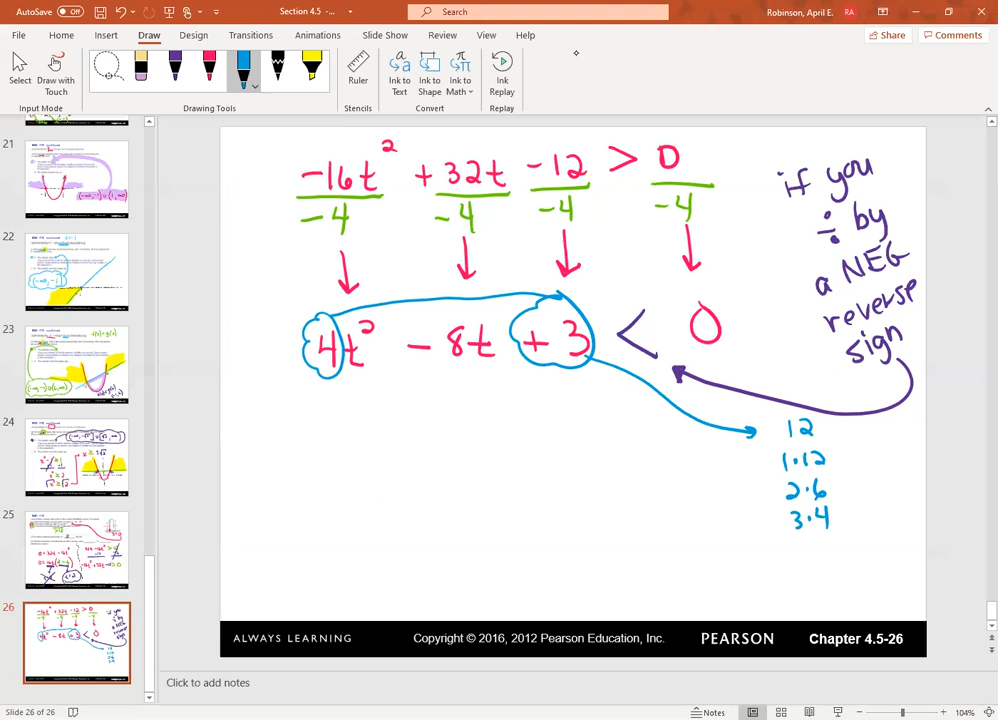 AutoSave Off
Section 4.5 -...
Search
Robinson, April E.
RA
File Home Insert Draw Design Transitions Animations Slide Show Review View Help
Share Comments
Select
Draw with Touch
Ruler
Ink to Text
Ink to Shape
Ink to Math
Ink Replay
Input Mode
Drawing Tools
Stencils
Convert
Replay
21
22
23
24
25
26
-16t² + 32t - 12 > 0
-4 -4 -4 -4
4t² - 8t + 3 < 0
if you
÷ by
a NEG
reverse
sign
12
1·12
2·6
3·4
ALWAYS LEARNING
Copyright © 2016, 2012 Pearson Education, Inc.
PEARSON
Chapter 4.5-26
Click to add notes
Slide 26 of 26
Notes
104%